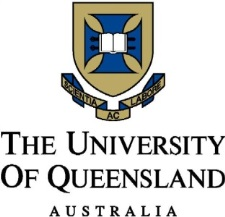 SCIENTIA AC LABORE
THE UNIVERSITY
OF QUEENSLAND
AUSTRALIA